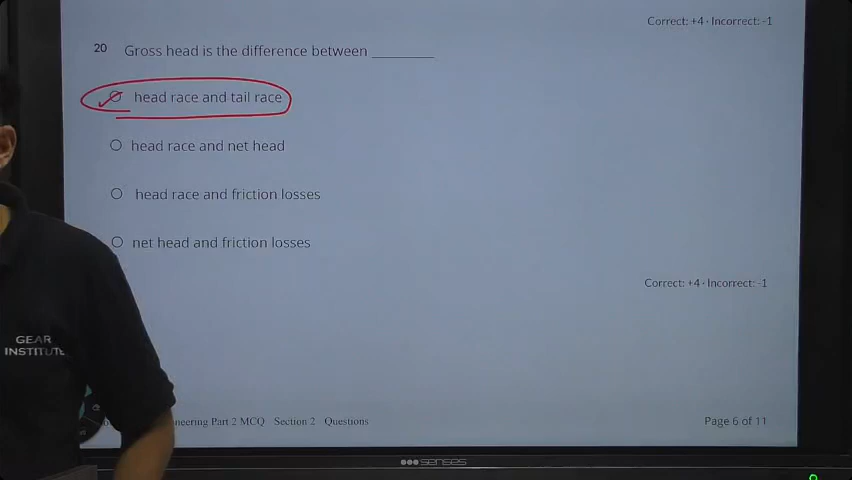 Correct: +4 · Incorrect: -1
20 Gross head is the difference between ________
head race and tail race
head race and net head
head race and friction losses
net head and friction losses
Correct: +4 · Incorrect: -1
GEAR
INSTITUTE
Part 2 MCQ Section 2 Questions
Page 6 of 11
senses